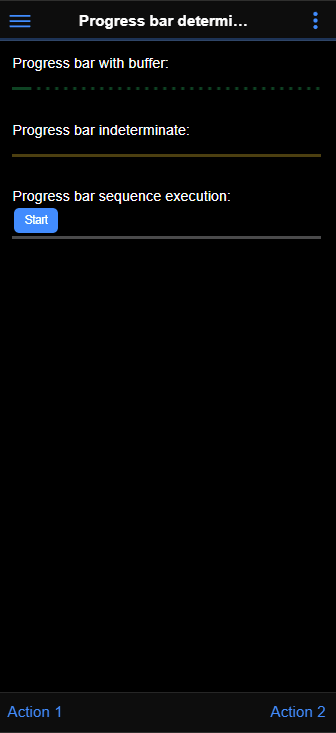 Progress bar determi...
Progress bar with buffer:
Progress bar indeterminate:
Progress bar sequence execution:
Start
Action 1
Action 2